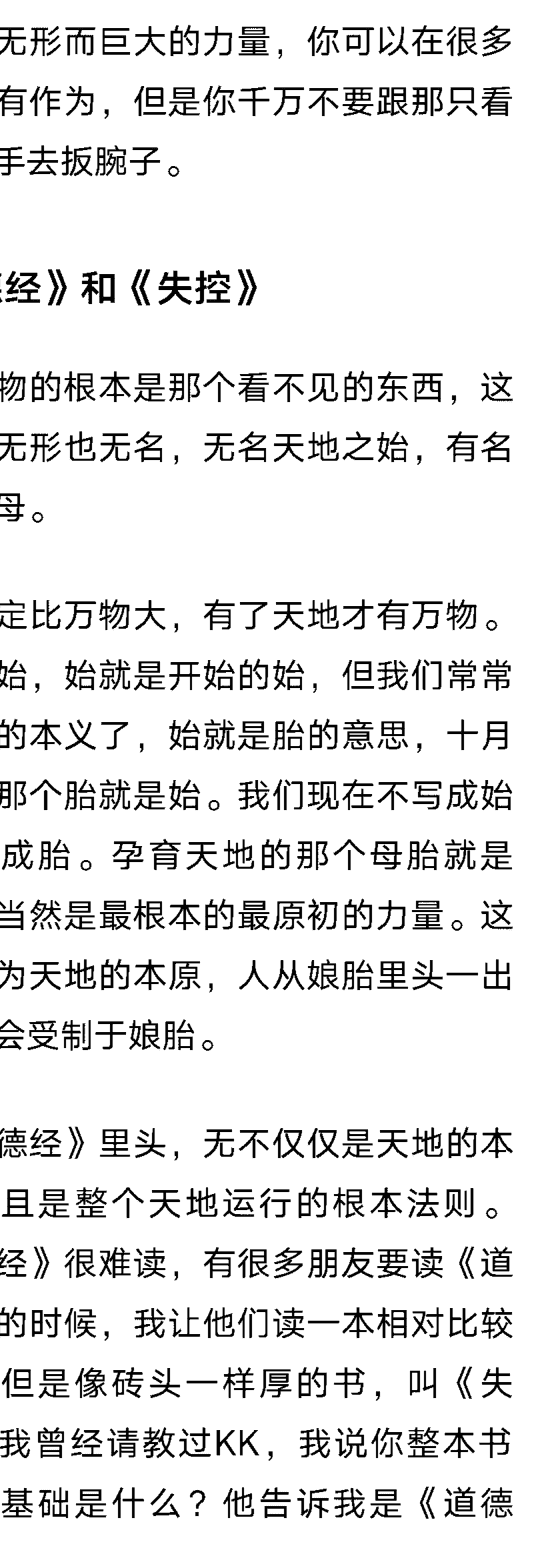 无形而巨大的力量，你可以在很多
有作为，但是你千万不要跟那只看
手去扳腕子。
经》和《失控》
物的根本是那个看不见的东西，这
无形也无名，无名天地之始，有名
母。
定比万物大，有了天地才有万物。
始，始就是开始的始，但我们常常
的本义了，始就是胎的意思，十月
那个胎就是始。我们现在不写成始
成胎。孕育天地的那个母胎就是
当然是最根本的最原初的力量。这
为天地的本原，人从娘胎里头一出
会受制于娘胎。
德经》里头，无不仅仅是天地的本
且是整个天地运行的根本法则。
经》很难读，有很多朋友要读《道
的时候，我让他们读一本相对比较
但是像砖头一样厚的书，叫《失
我曾经请教过KK，我说你整本书
基础是什么？他告诉我是《道德